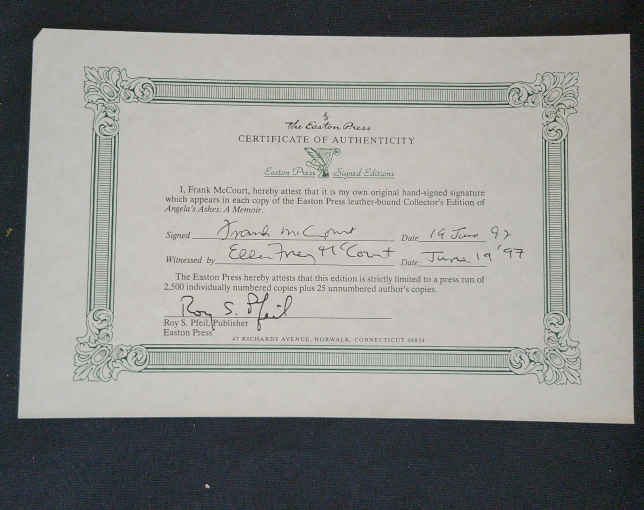 The Easton Press
CERTIFICATE OF AUTHENTICITY
Easton Press Signed Editions
I, Frank McCourt, hereby attest that it is my own original hand-signed signature
which appears in each copy of the Easton Press leather-bound Collector's Edition of
Angela's Ashes: A Memoir.
Signed Frank McCourt Date 19 June 97
Witnessed by Ellen Frey McCourt Date June 19 '97
The Easton Press hereby attests that this edition is strictly limited to a press run of
2,500 individually numbered copies plus 25 unnumbered author's copies.
Roy S. Pfeil
Roy S. Pfeil, Publisher
Easton Press
47 RICHARDS AVENUE, NORWALK, CONNECTICUT 06854